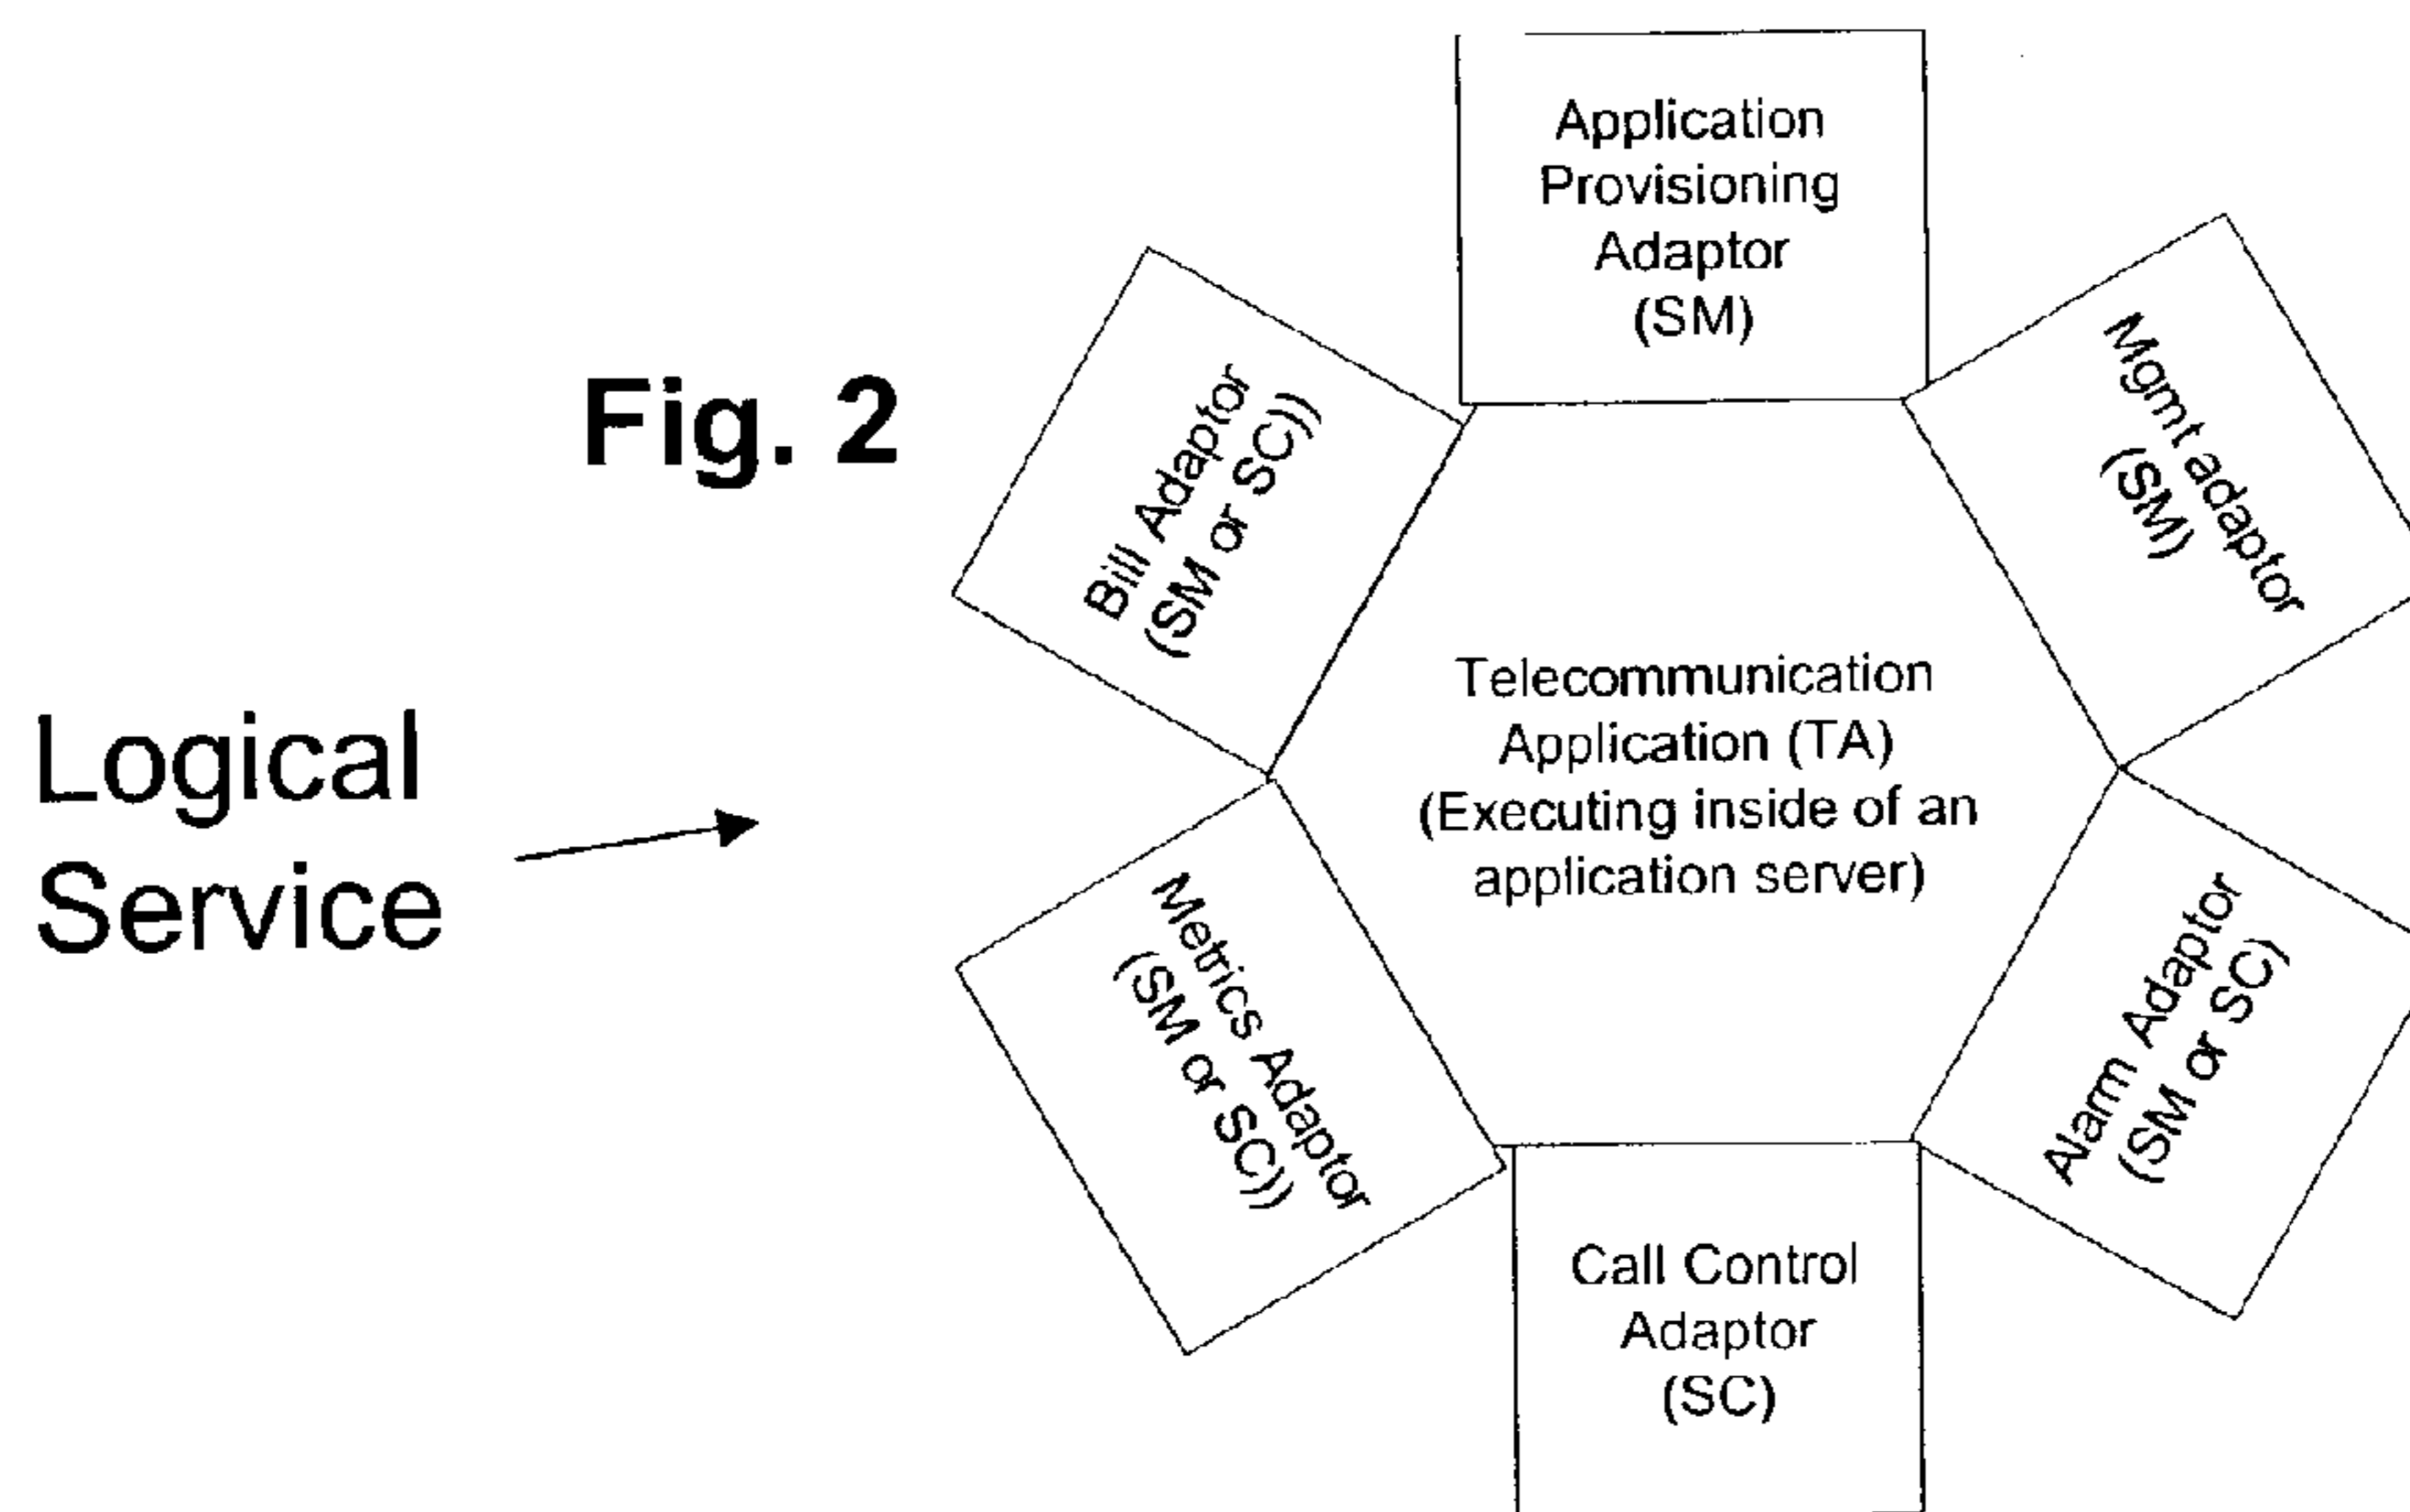 Fig. 2
Logical
Service
Application
Provisioning
Adaptor
(SM)
Mgmt adaptor
(SM)
Bill Adaptor
(SM or SC))
Telecommunication
Application (TA)
(Executing inside of an
application server)
Metrics Adaptor
(SM or SC))
Alarm Adaptor
(SM or SC)
Call Control
Adaptor
(SC)